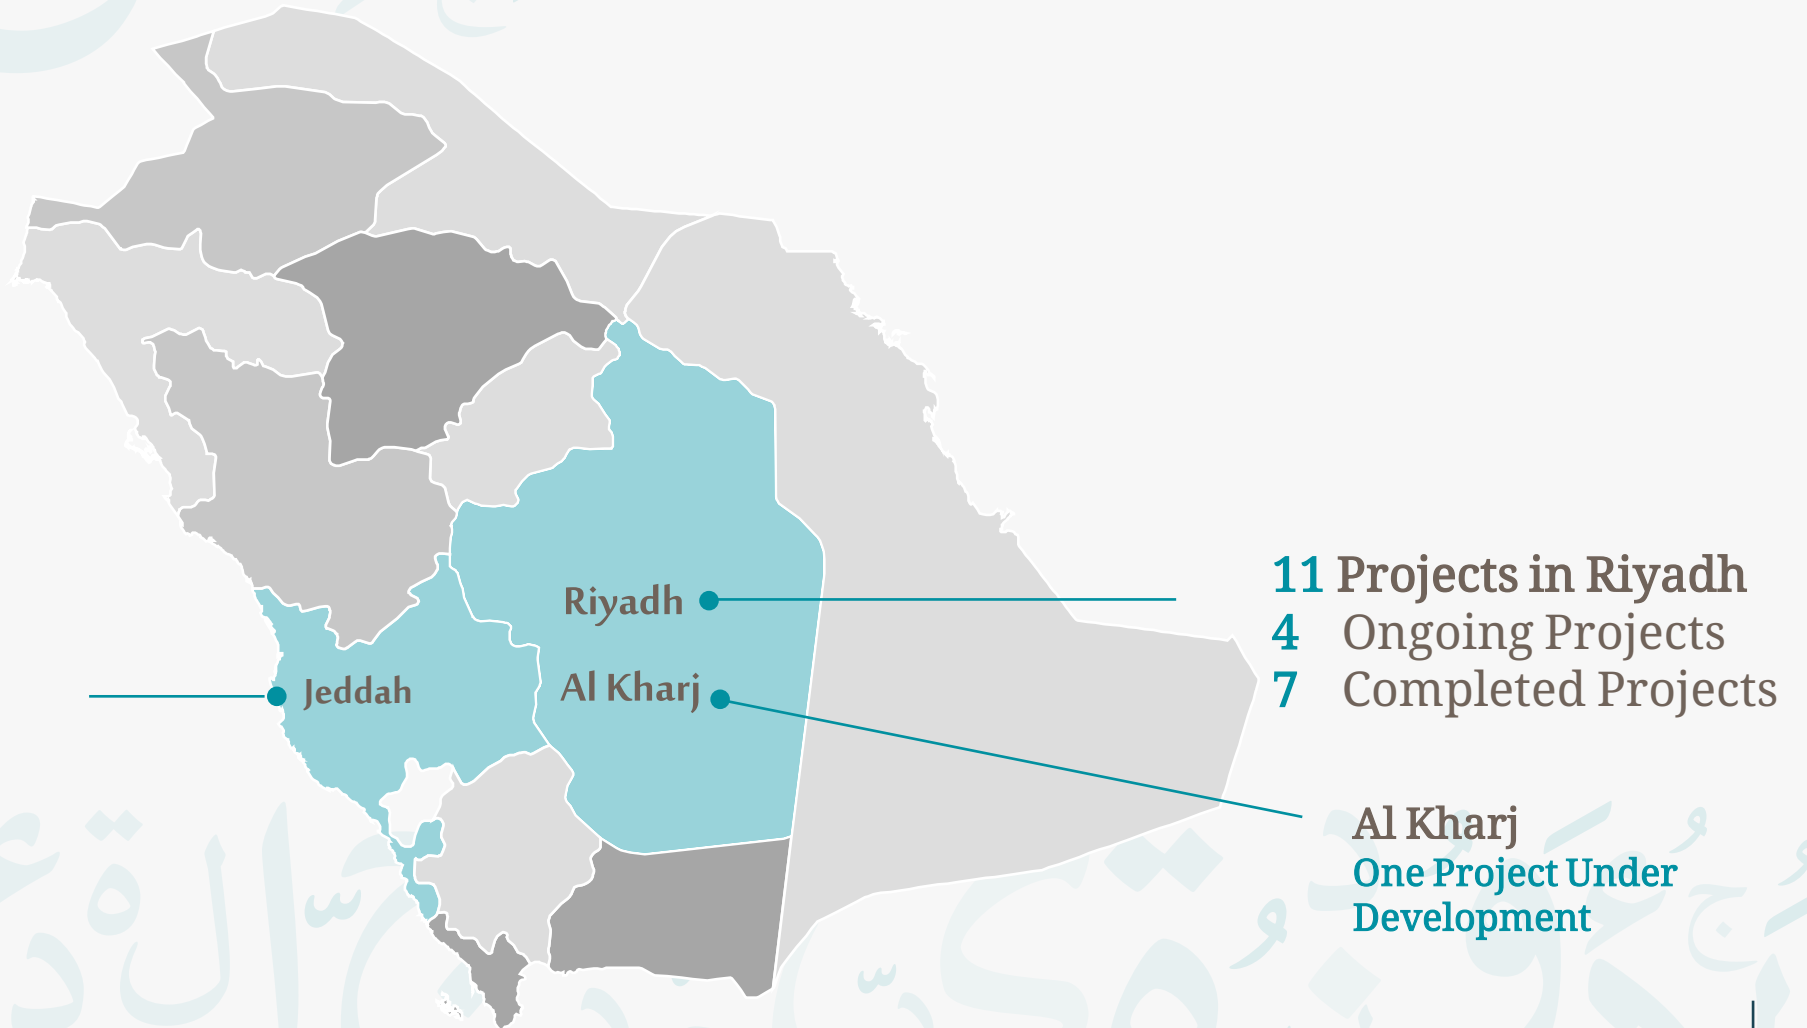 Riyadh
Jeddah
Al Kharj
11 Projects in Riyadh
4 Ongoing Projects
7 Completed Projects
Al Kharj
One Project Under
Development